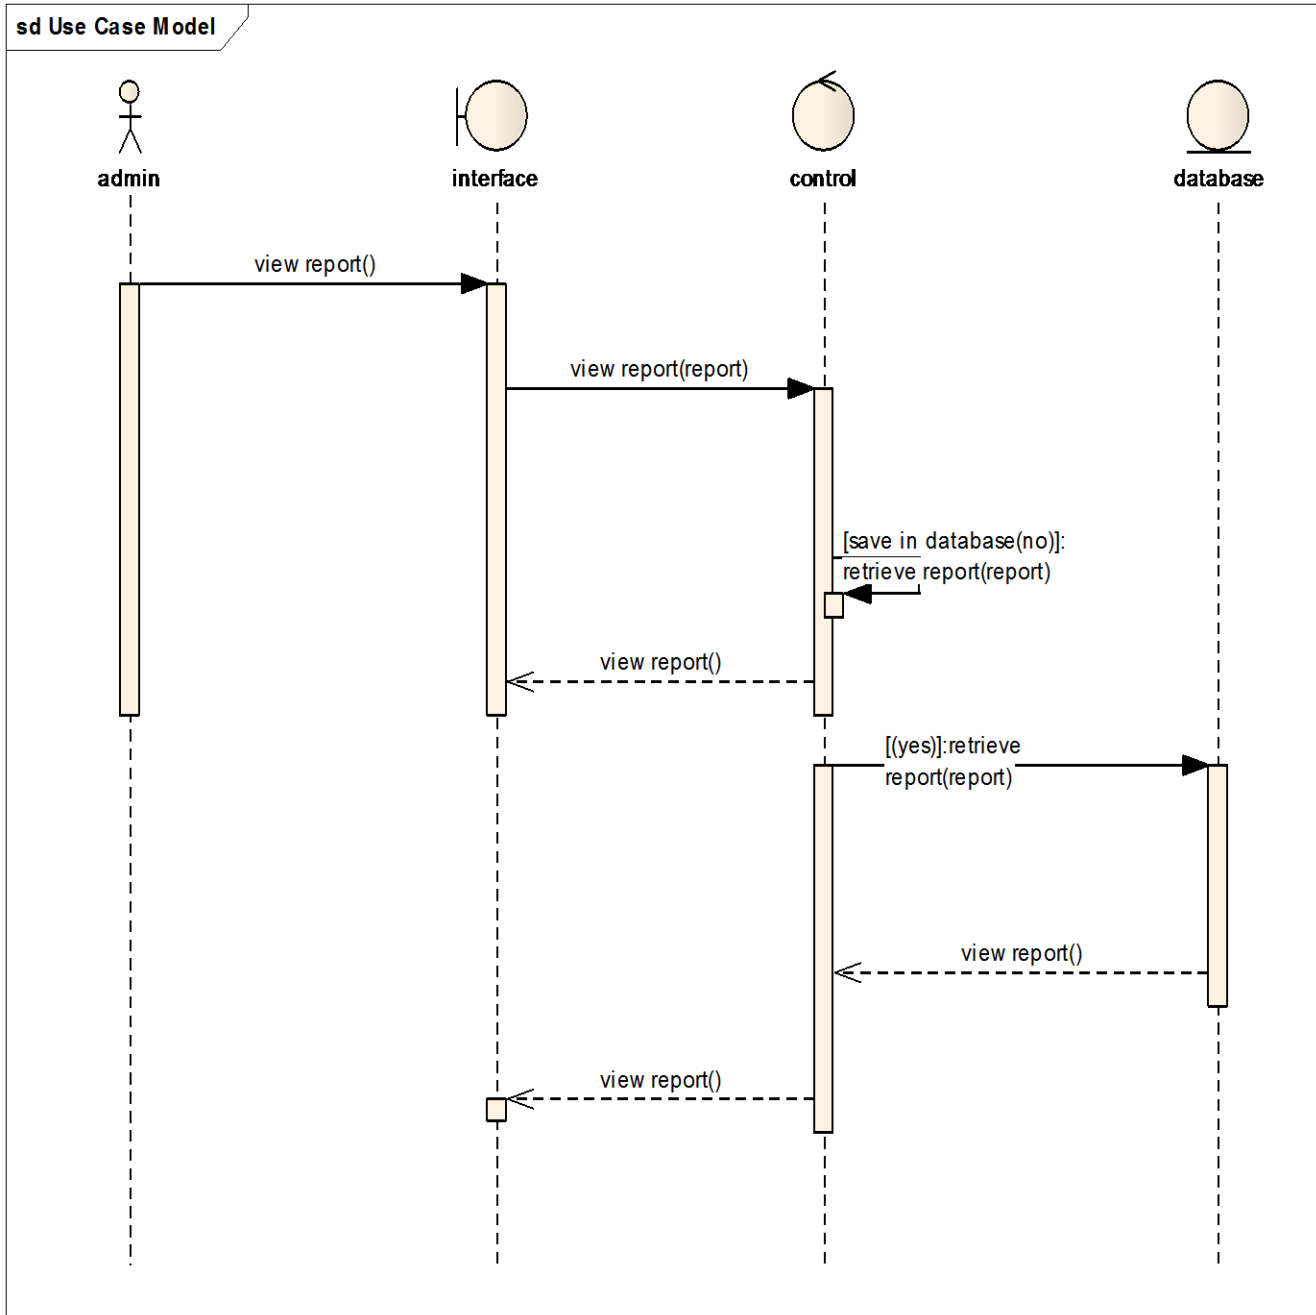 sd Use Case Model
admin
interface
control
database
view report()
view report(report)
[save in database(no)]:
retrieve report(report)
view report()
[(yes)]:retrieve
report(report)
view report()
view report()